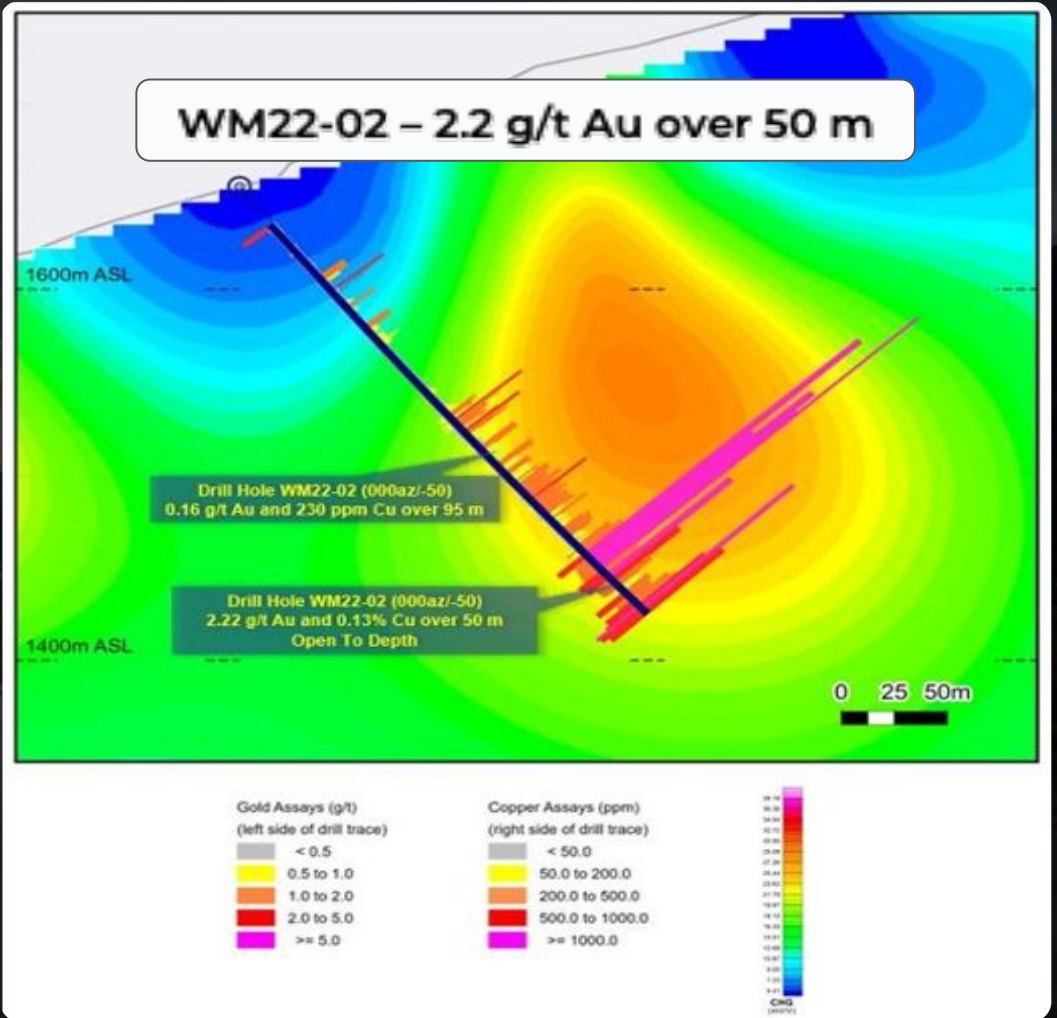 WM22-02 – 2.2 g/t Au over 50 m
1600m ASL
Drill Hole WM22-02 (000az/-50)
0.16 g/t Au and 230 ppm Cu over 95 m
Drill Hole WM22-02 (000az/-50)
2.22 g/t Au and 0.13% Cu over 50 m
Open To Depth
1400m ASL
0 25 50m
Gold Assays (g/t)
(left side of drill trace)
< 0.5
0.5 to 1.0
1.0 to 2.0
2.0 to 5.0
>= 5.0
Copper Assays (ppm)
(right side of drill trace)
< 50.0
50.0 to 200.0
200.0 to 500.0
500.0 to 1000.0
>= 1000.0
CHG